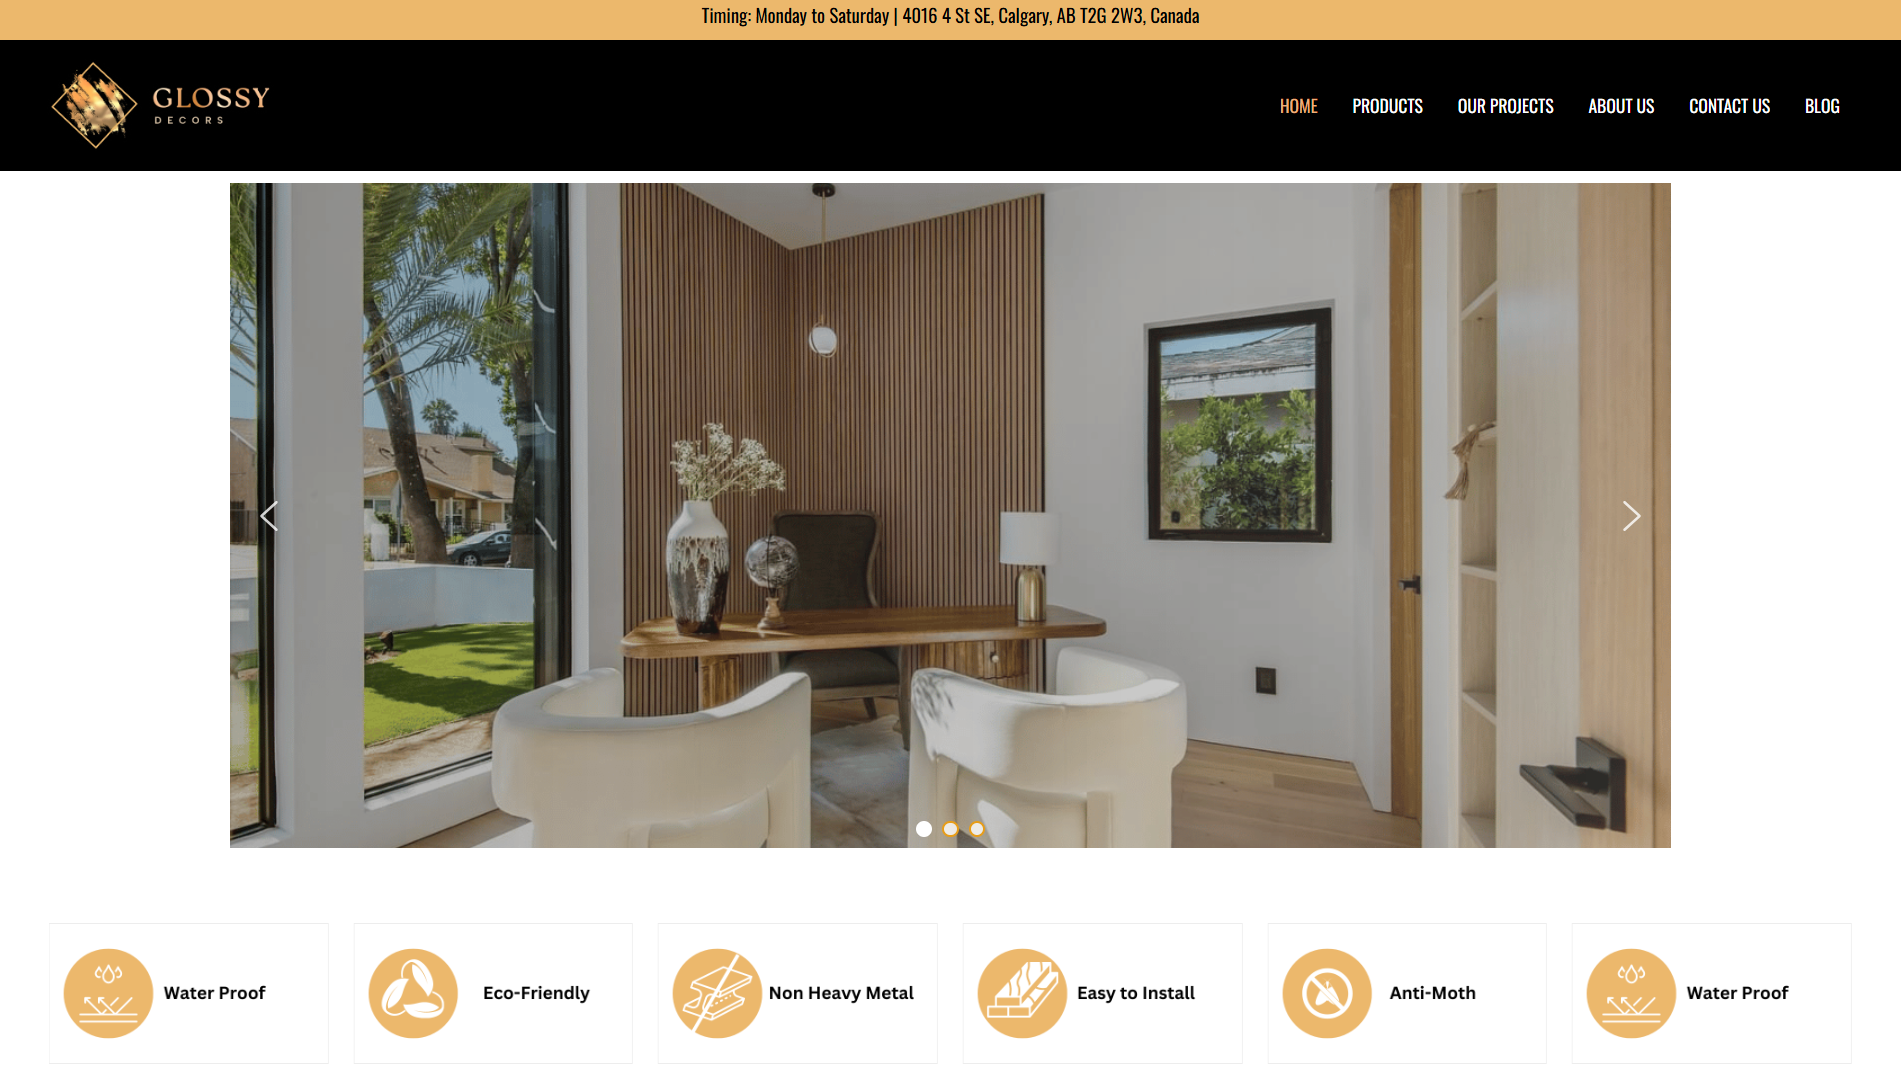 Timing: Monday to Saturday | 4016 4 St SE, Calgary, AB T2G 2W3, Canada
GLOSSY
DECORS
HOME PRODUCTS OUR PROJECTS ABOUT US CONTACT US BLOG
Water Proof
Eco-Friendly
Non Heavy Metal
Easy to Install
Anti-Moth
Water Proof